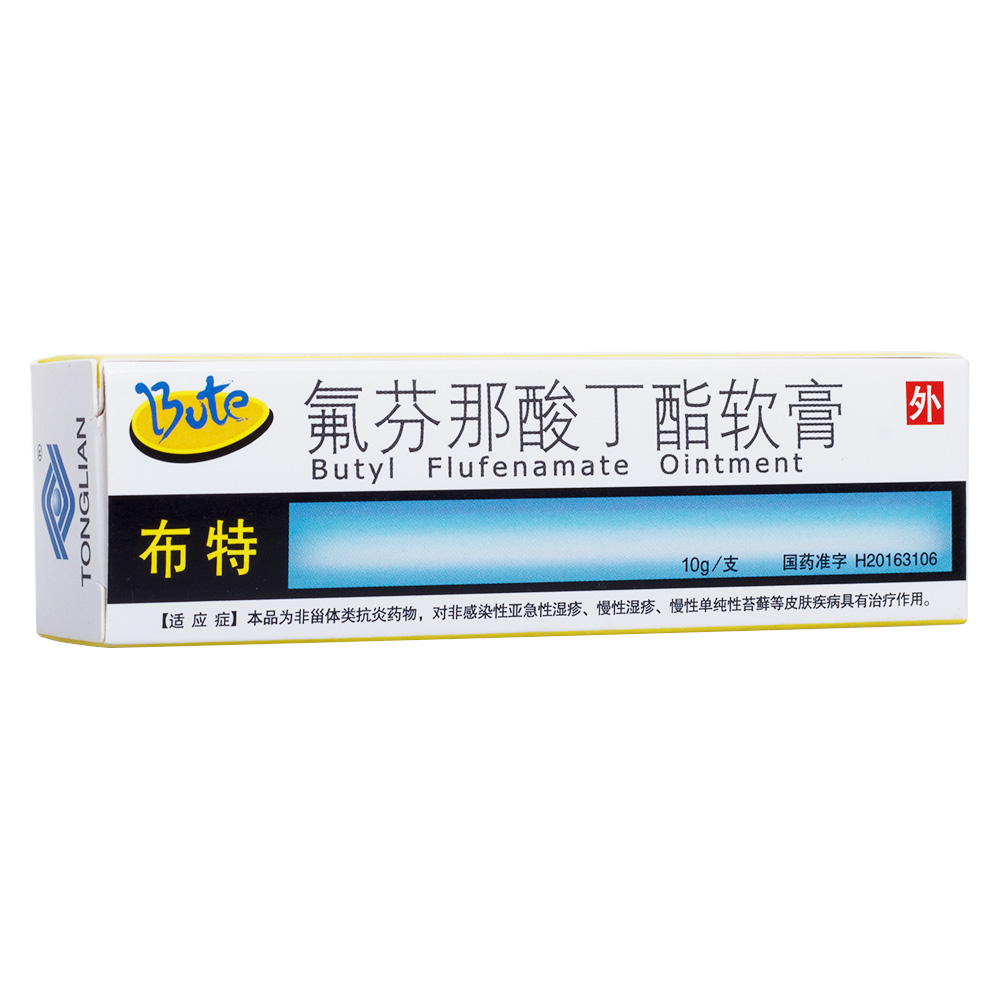 Bute
氟芬那酸丁酯软膏
外
Butyl Flufenamate Ointment
布特
10g/支
国药准字 H20163106
【适应症】本品为非甾体类抗炎药物，对非感染性亚急性湿疹、慢性湿疹、慢性单纯性苔藓等皮肤疾病具有治疗作用。
®
TONGLIAN